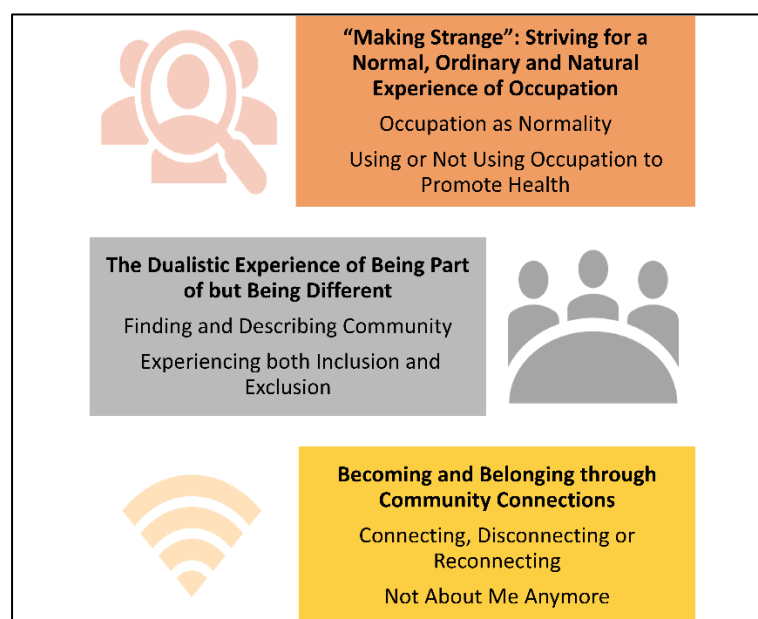 “Making Strange”: Striving for a
Normal, Ordinary and Natural
Experience of Occupation
Occupation as Normality
Using or Not Using Occupation to
Promote Health
The Dualistic Experience of Being Part
of but Being Different
Finding and Describing Community
Experiencing both Inclusion and
Exclusion
Becoming and Belonging through
Community Connections
Connecting, Disconnecting or
Reconnecting
Not About Me Anymore